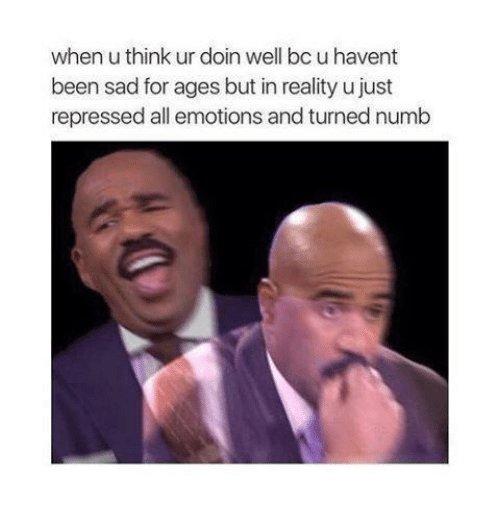 when u think ur doin well bc u havent
been sad for ages but in reality u just
repressed all emotions and turned numb